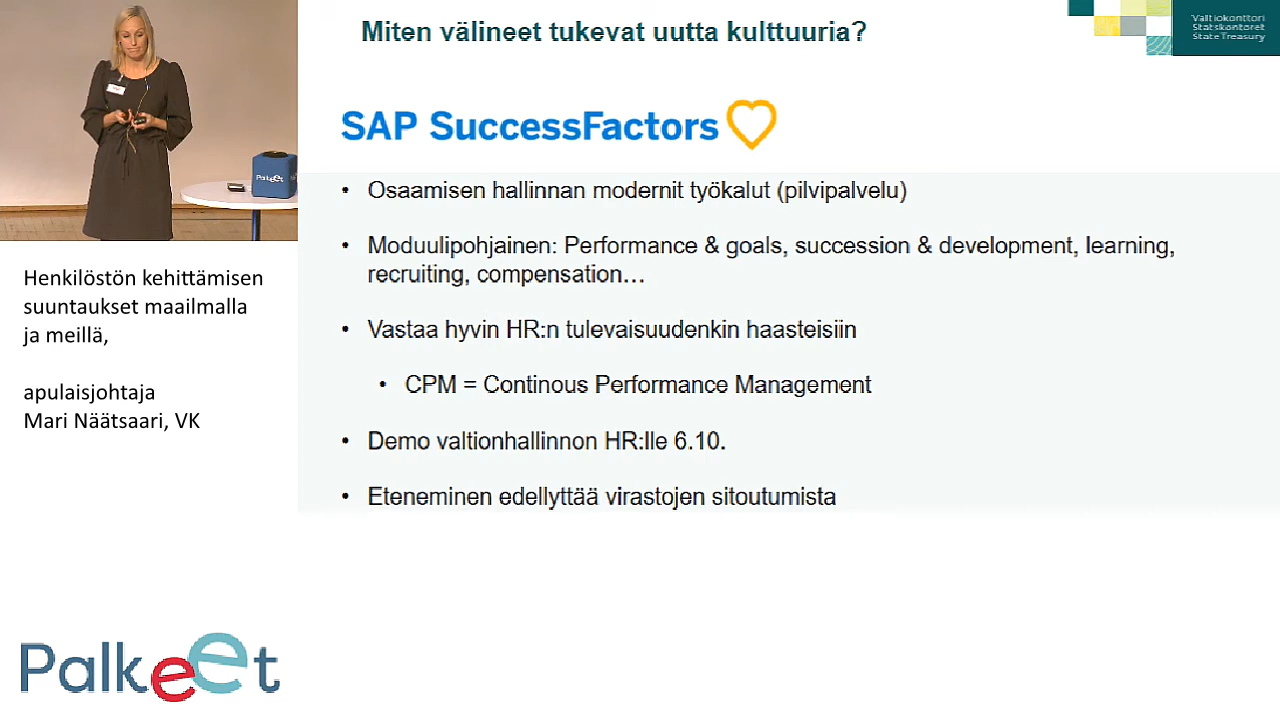 Miten välineet tukevat uutta kulttuuria?
Valtiokonttori
Statskontoret
State Treasury
SAP SuccessFactors
• Osaamisen hallinnan modernit työkalut (pilvipalvelu)
• Moduulipohjainen: Performance & goals, succession & development, learning,
recruiting, compensation…
• Vastaa hyvin HR:n tulevaisuudenkin haasteisiin
• CPM = Continous Performance Management
• Demo valtionhallinnon HR:lle 6.10.
• Eteneminen edellyttää virastojen sitoutumista
Palkeet
Henkilöstön kehittämisen
suuntaukset maailmalla
ja meillä,
apulaisjohtaja
Mari Näätsaari, VK
Palkeet